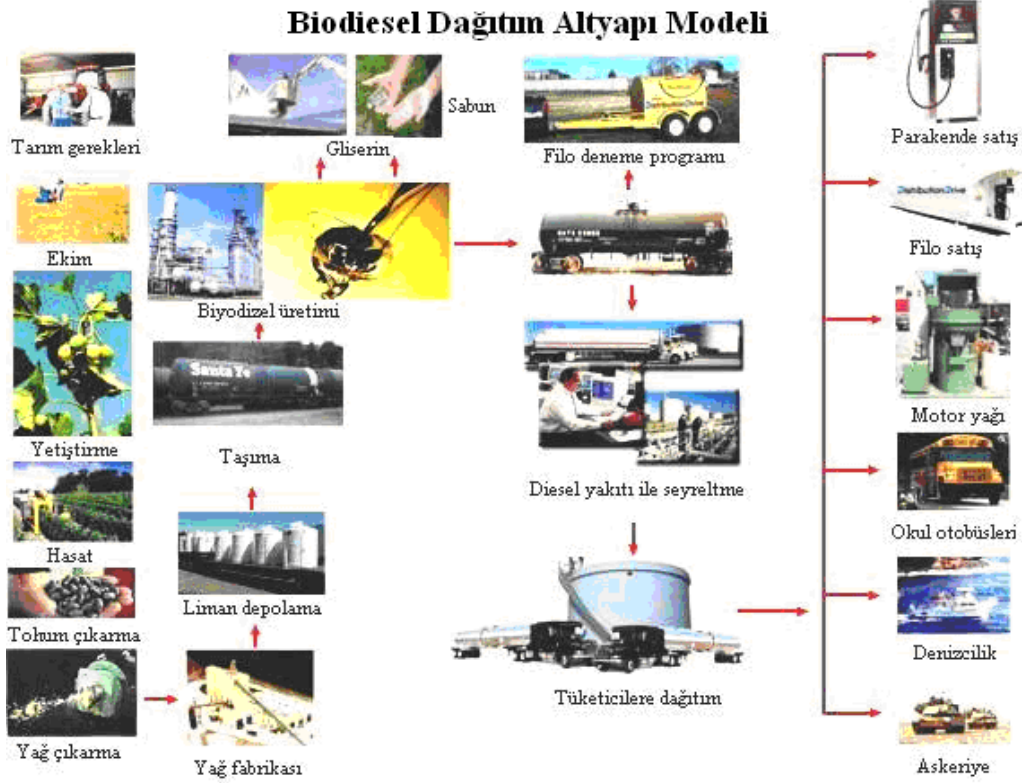 Biodiesel Dağıtım Altyapı Modeli
Tarım gerekleri
Ekim
Yetiştirme
Hasat
Tohum çıkarma
Yağ çıkarma
Yağ fabrikası
Liman depolama
Taşıma
Santa Fe
Biyodizel üretimi
Gliserin
Sabun
Filo deneme programı
Diesel yakıtı ile seyreltme
Tüketicilere dağıtım
Parakende satış
DistributionDrive
Filo satış
Motor yağı
Okul otobüsleri
Denizcilik
Askeriye